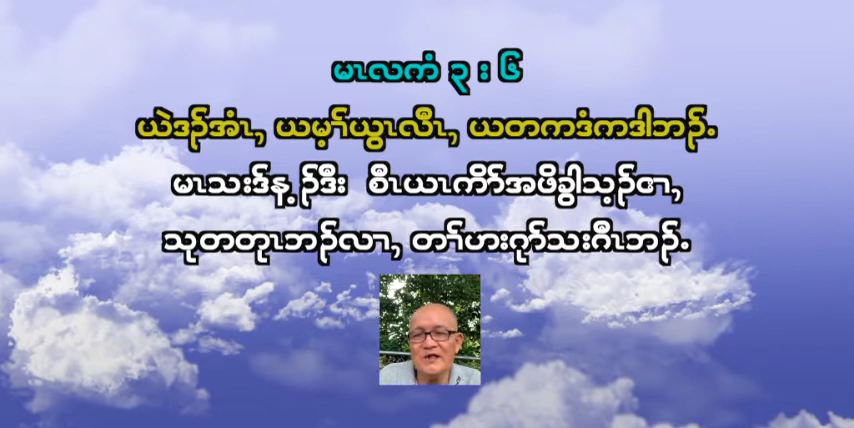 မၤလကံ ၃ : ၆
ယဲဒၣ်အံၤ, ယမ့ၢ်ယွၤလီၤ, ယတကဒံကဒါဘၣ်.
မၤသးဒ်န့ၣ်ဒီး စီၤယၤကိာ်အဖိခွါသ့ၣ်ဧၢ,
သုတတုၤဘၣ်လၢ, တၢ်ဟးဂုာ်သးဂီၤဘၣ်.